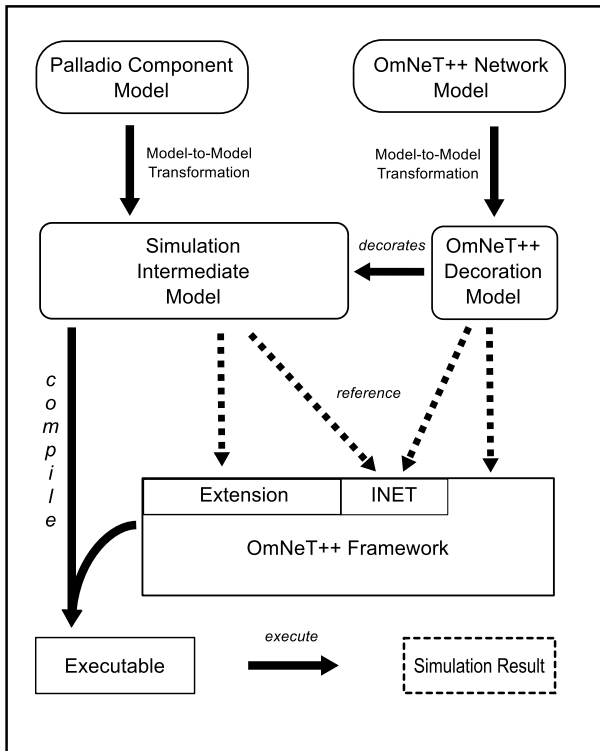 Palladio Component
Model
OmNeT++ Network
Model
Model-to-Model
Transformation
Model-to-Model
Transformation
Simulation
Intermediate
Model
decorates
OmNeT++
Decoration
Model
compile
reference
Extension
INET
OmNeT++ Framework
Executable
execute
Simulation Result